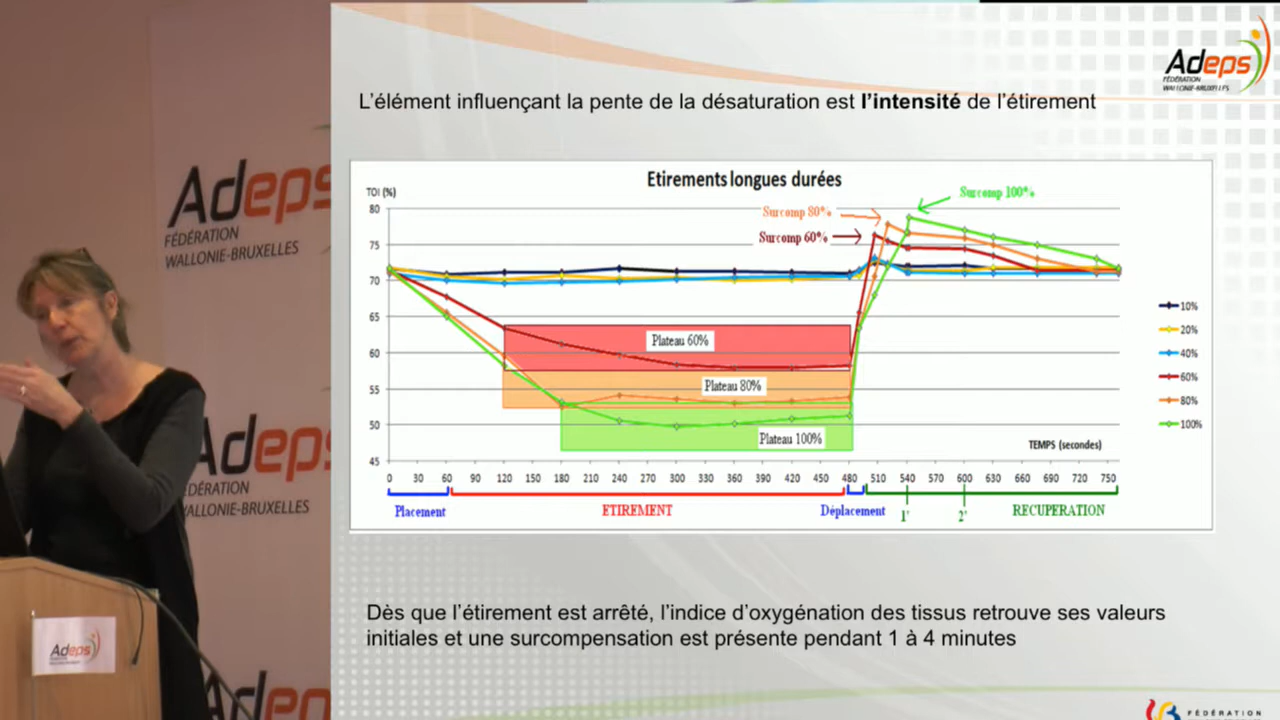 Adeps
FÉDÉRATION
WALLONIE-BRUXELLES
L'élément influençant la pente de la désaturation est l'intensité de l'étirement
Adeps
FÉDÉRATION
WALLONIE-BRUXELLES
Etirements longues durées
TOI (%)
Surcomp 100%
Surcomp 80%
Surcomp 60%
80
75
70
65
60
55
50
45
Plateau 60%
Plateau 80%
Plateau 100%
10%
20%
40%
60%
80%
100%
TEMPS (secondes)
0 30 60 90 120 150 180 210 240 270 300 330 360 390 420 450 480 510 540 570 600 630 660 690 720 750
Placement ETIREMENT Déplacement 1' 2' RECUPERATION
Adeps
FÉDÉRATION
WALLONIE-BRUXELLES
Dès que l'étirement est arrêté, l'indice d'oxygénation des tissus retrouve ses valeurs
initiales et une surcompensation est présente pendant 1 à 4 minutes
Adeps
Adeps
FÉDÉRATION